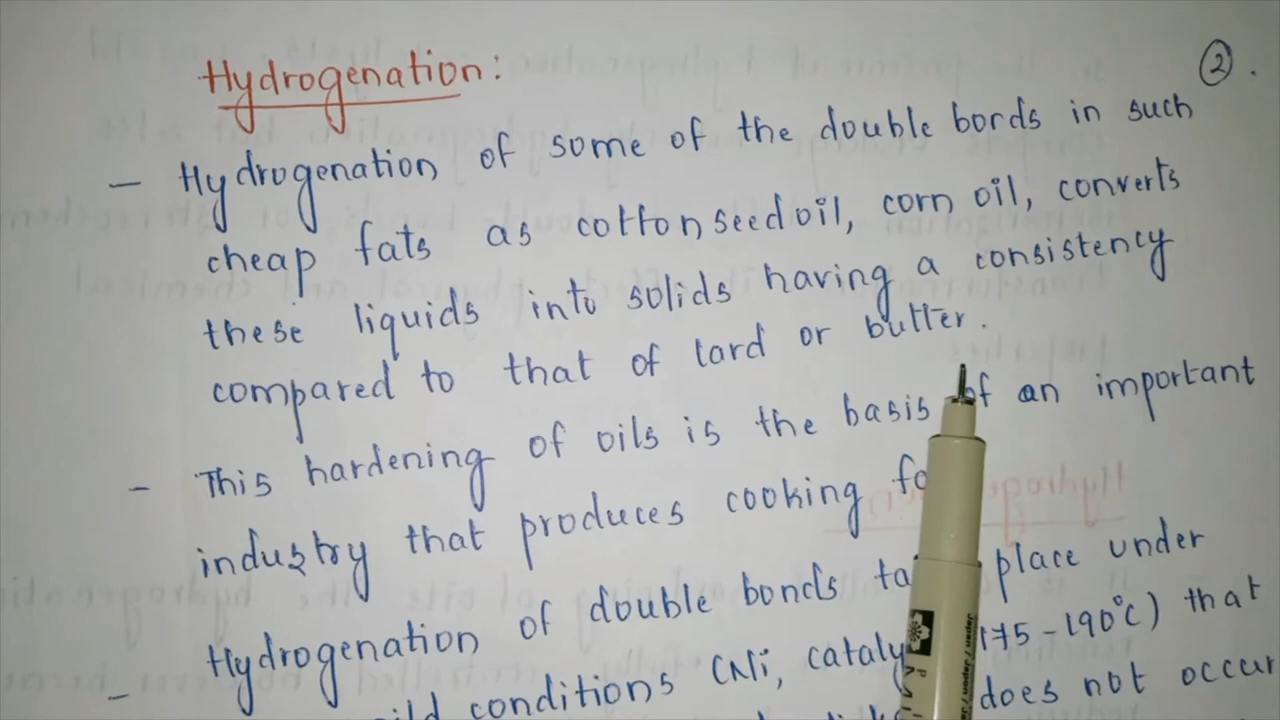 ②.
Hydrogenation:
– Hydrogenation of some of the double bonds in such
cheap fats as cottonseedoil, corn oil, converts
these liquids into solids having a consistency
compared to that of lard or butter.
– This hardening of oils is the basis of an important
industry that produces cooking
– Hydrogenation of double bonds place under
conditions (Ni, 175-190°C) that
does not occur
Japan